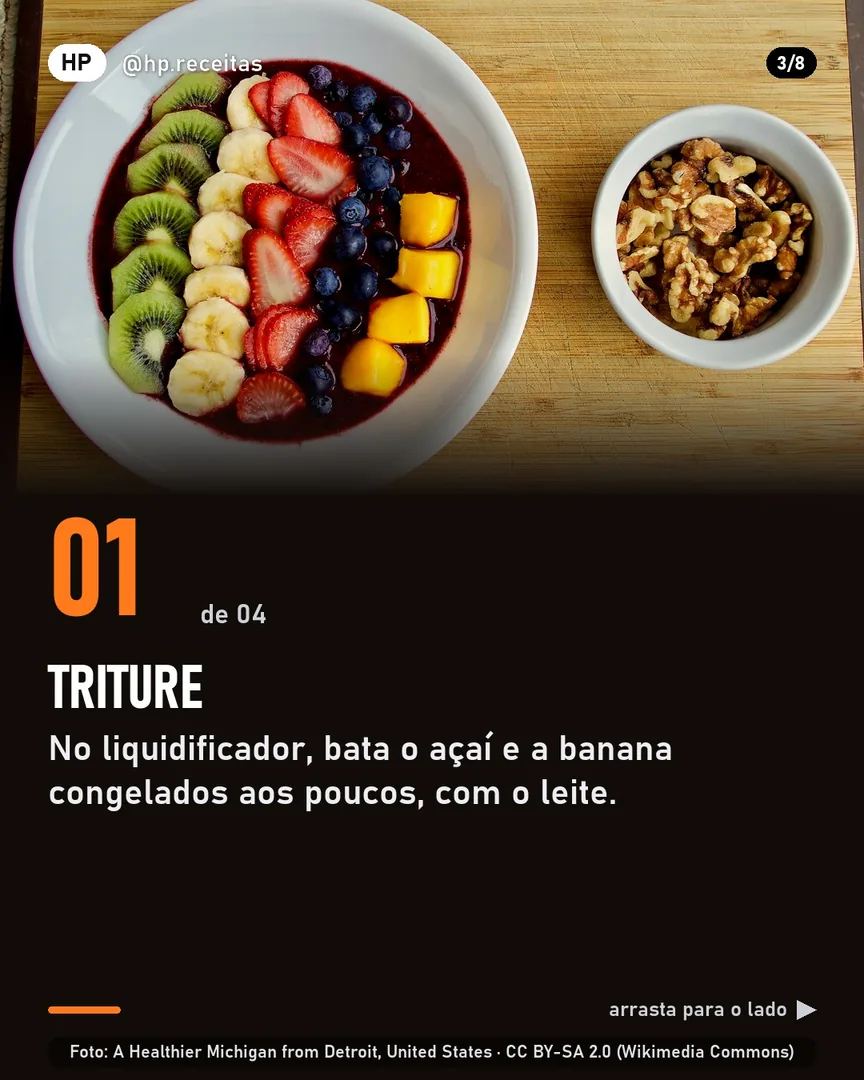 HP @hp.receitas
3/8
01
de 04
TRITURE
No liquidificador, bata o açaí e a banana
congelados aos poucos, com o leite.
arrasta para o lado ▶
Foto: A Healthier Michigan from Detroit, United States · CC BY-SA 2.0 (Wikimedia Commons)